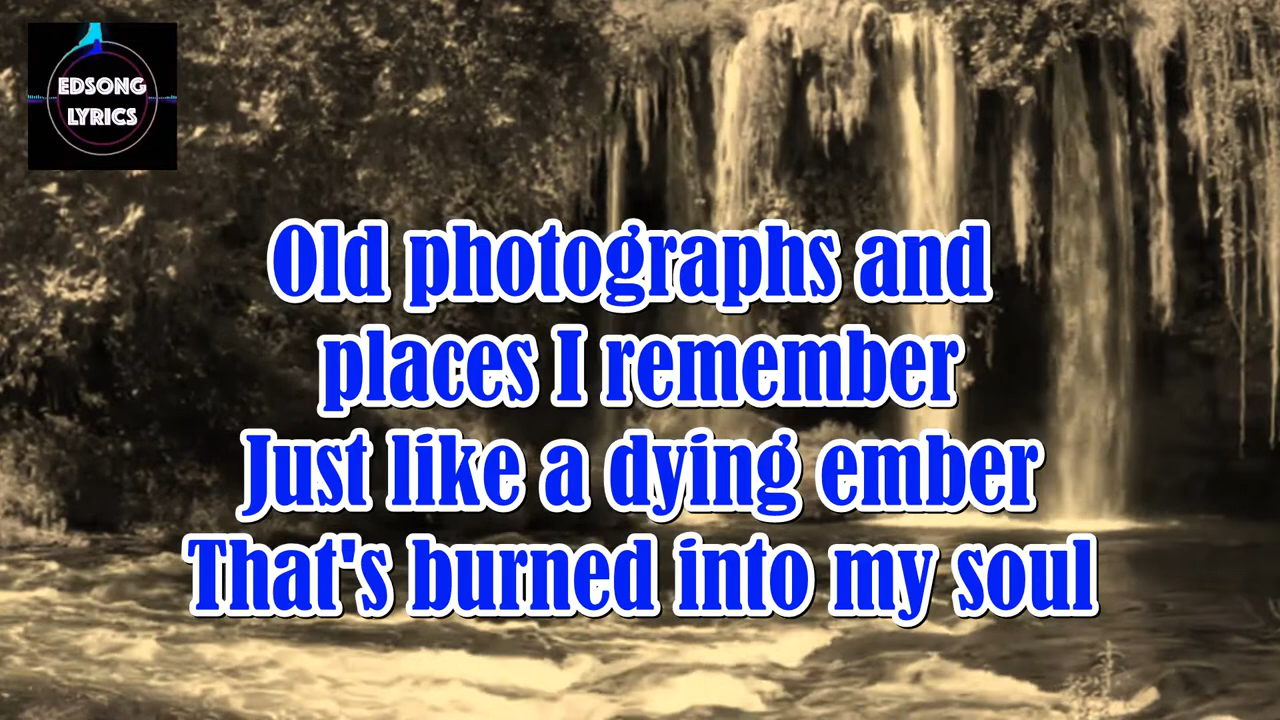 EDSONG
LYRICS
Old photographs and
places I remember
Just like a dying ember
That's burned into my soul